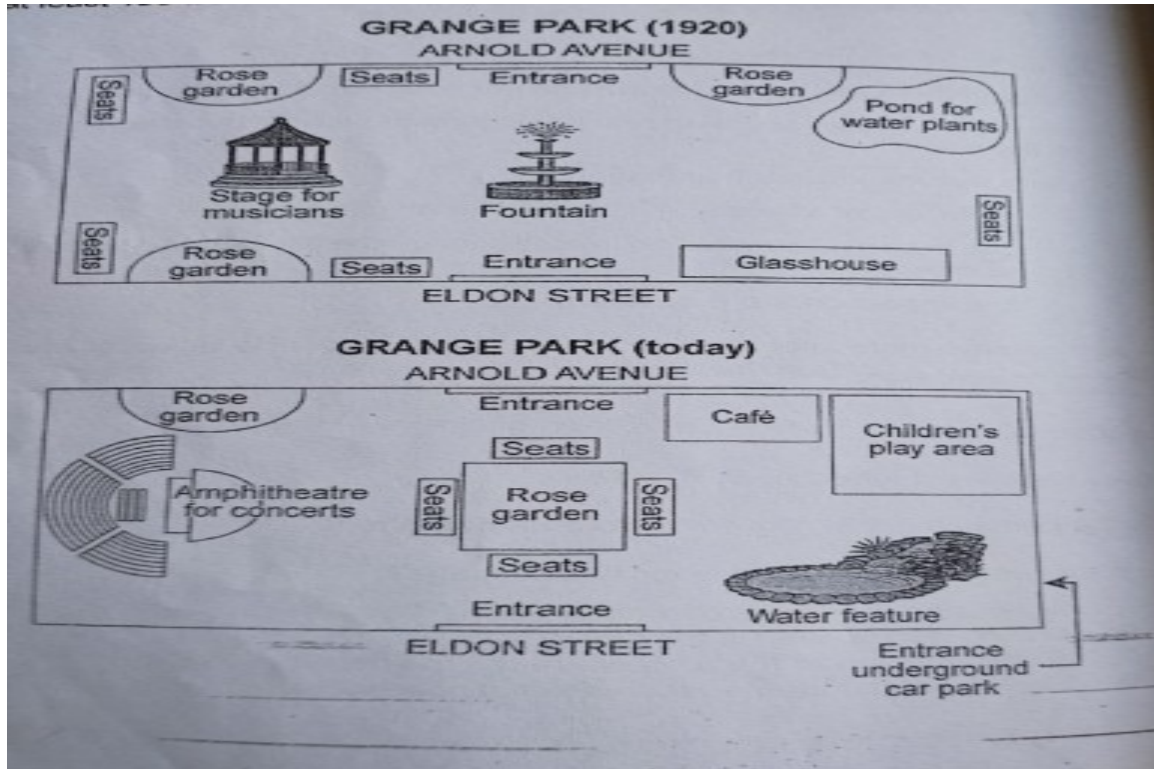 GRANGE PARK (1920)
ARNOLD AVENUE
Seats
Rose
garden
Seats
Entrance
Rose
garden
Pond for
water plants
Stage for
musicians
Fountain
Seats
Seats
Rose
garden
Seats
Entrance
Glasshouse
ELDON STREET
GRANGE PARK (today)
ARNOLD AVENUE
Rose
garden
Entrance
Café
Children's
play area
Seats
Amphitheatre
for concerts
Seats
Rose
garden
Seats
Seats
Entrance
Water feature
ELDON STREET
Entrance
underground
car park